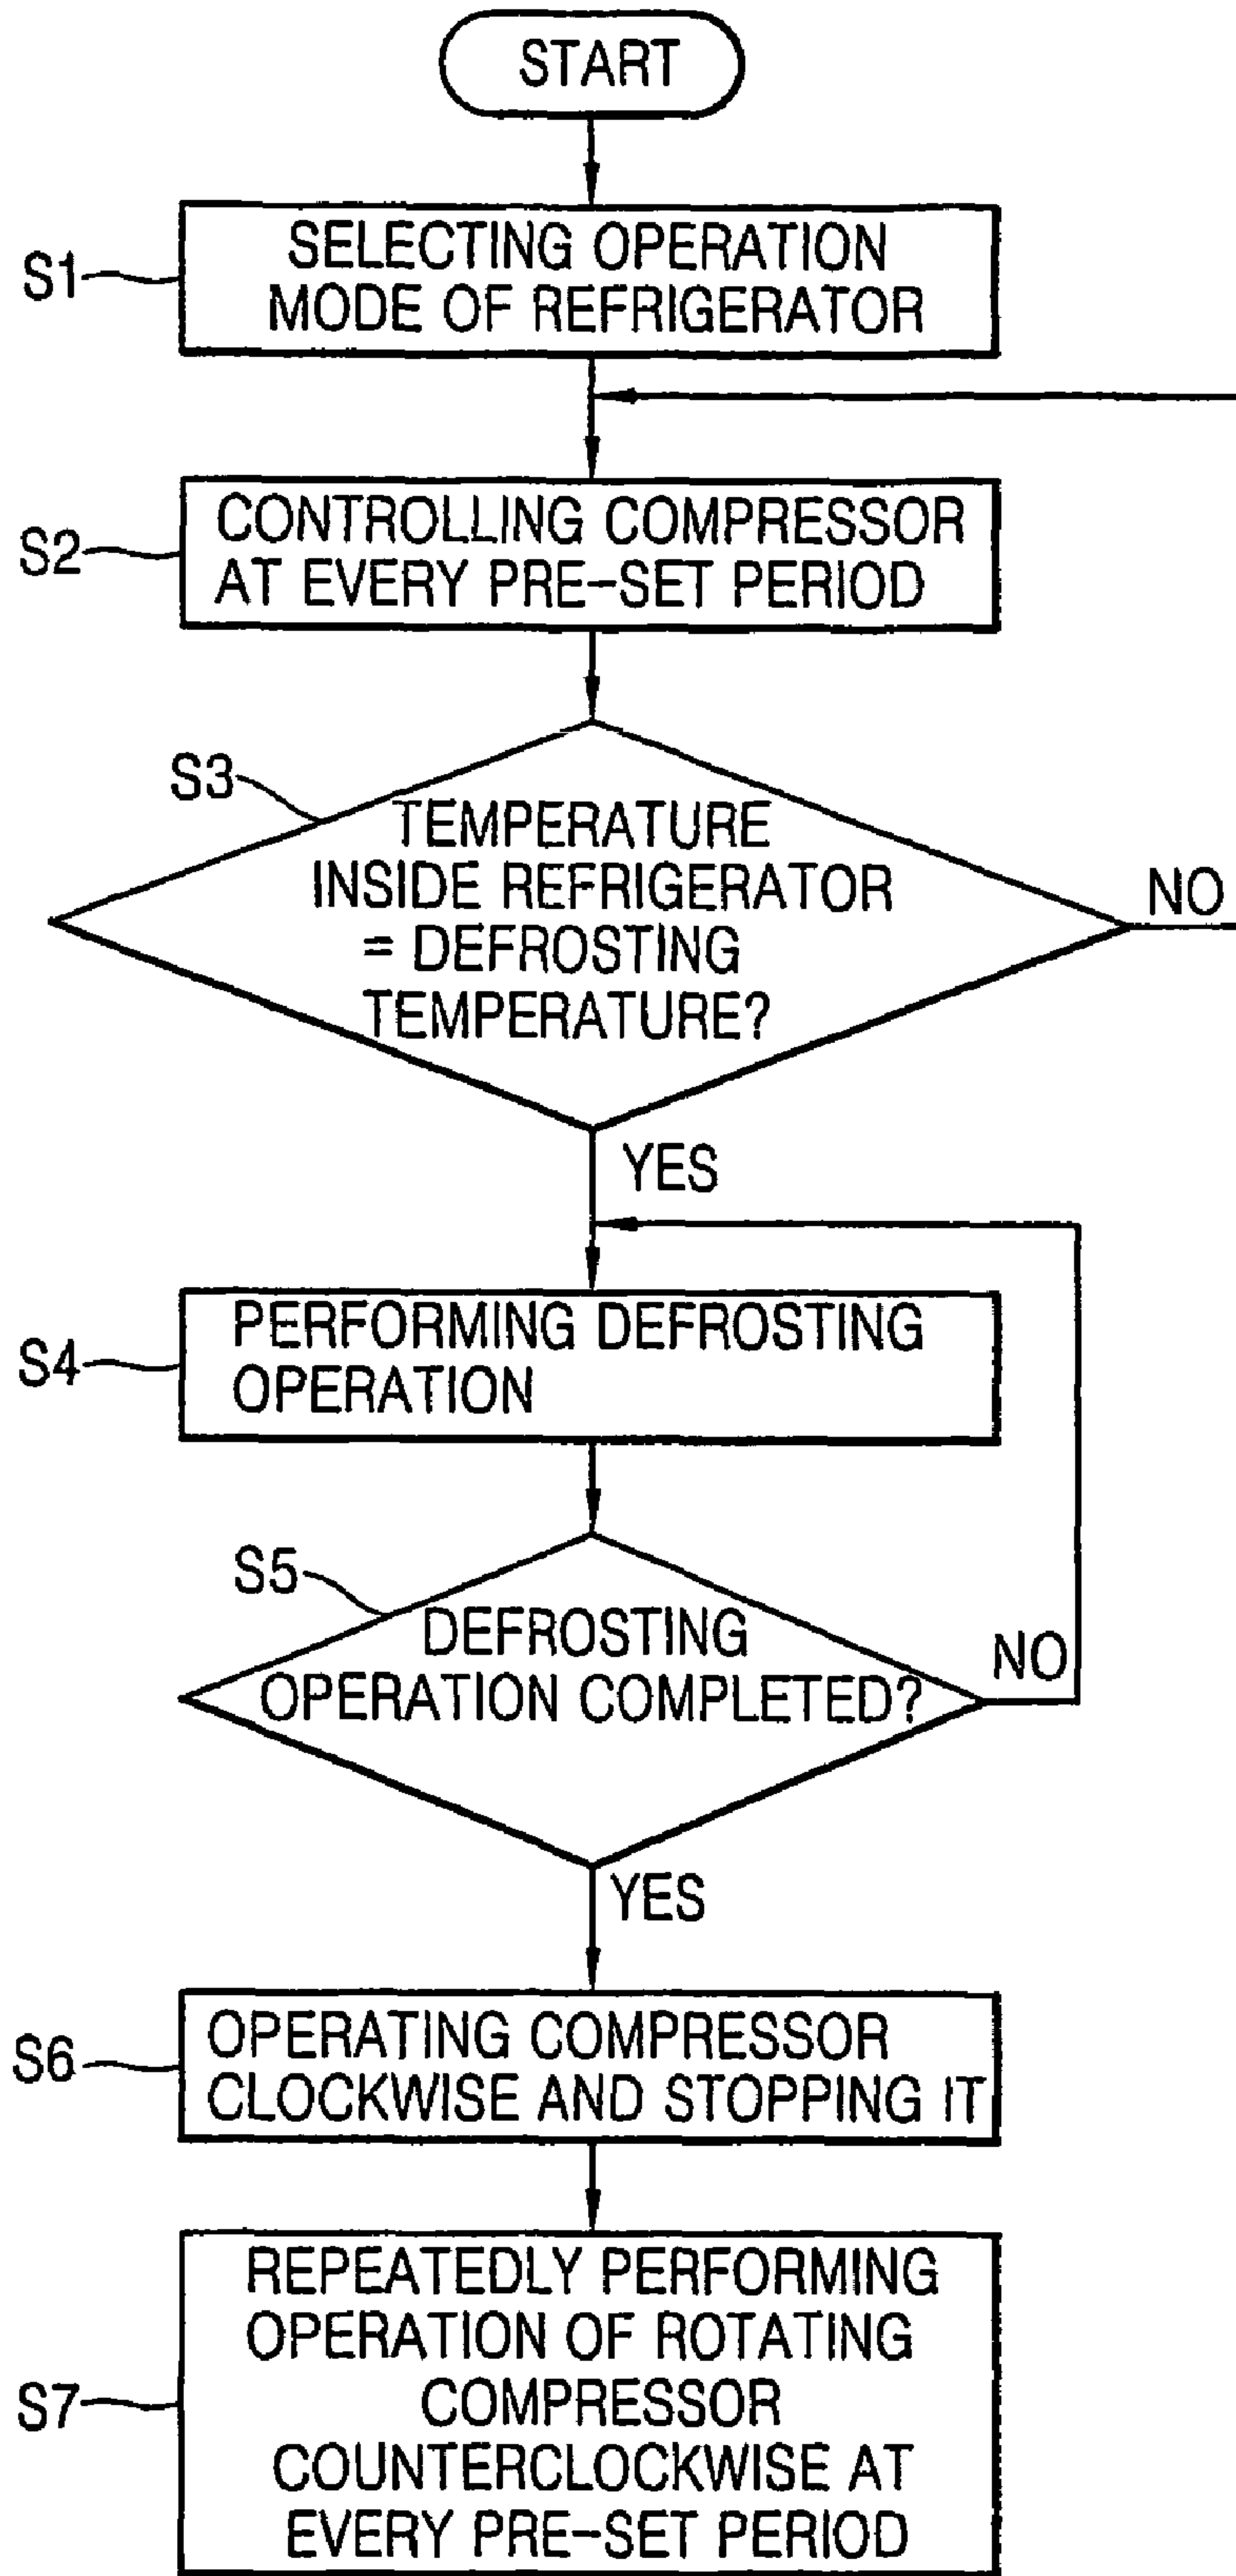 START
S1
SELECTING OPERATION
MODE OF REFRIGERATOR
S2
CONTROLLING COMPRESSOR
AT EVERY PRE-SET PERIOD
S3
TEMPERATURE
INSIDE REFRIGERATOR
= DEFROSTING
TEMPERATURE?
NO
YES
S4
PERFORMING DEFROSTING
OPERATION
S5
DEFROSTING
OPERATION COMPLETED?
NO
YES
S6
OPERATING COMPRESSOR
CLOCKWISE AND STOPPING IT
S7
REPEATEDLY PERFORMING
OPERATION OF ROTATING
COMPRESSOR
COUNTERCLOCKWISE AT
EVERY PRE-SET PERIOD